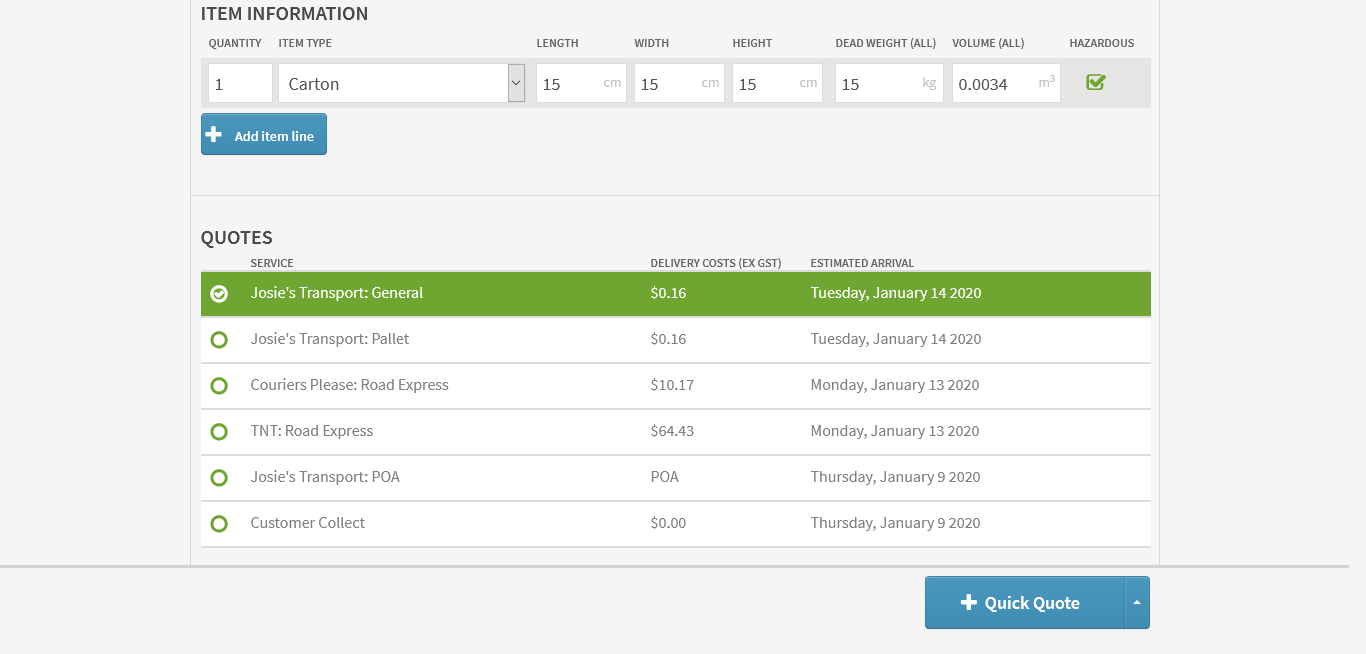 ITEM INFORMATION
QUANTITY ITEM TYPE LENGTH WIDTH HEIGHT DEAD WEIGHT (ALL) VOLUME (ALL) HAZARDOUS
1 Carton 15 cm 15 cm 15 cm 15 kg 0.0034 m³
Add item line
QUOTES
SERVICE DELIVERY COSTS (EX GST) ESTIMATED ARRIVAL
Josie's Transport: General $0.16 Tuesday, January 14 2020
Josie's Transport: Pallet $0.16 Tuesday, January 14 2020
Couriers Please: Road Express $10.17 Monday, January 13 2020
TNT: Road Express $64.43 Monday, January 13 2020
Josie's Transport: POA POA Thursday, January 9 2020
Customer Collect $0.00 Thursday, January 9 2020
Quick Quote